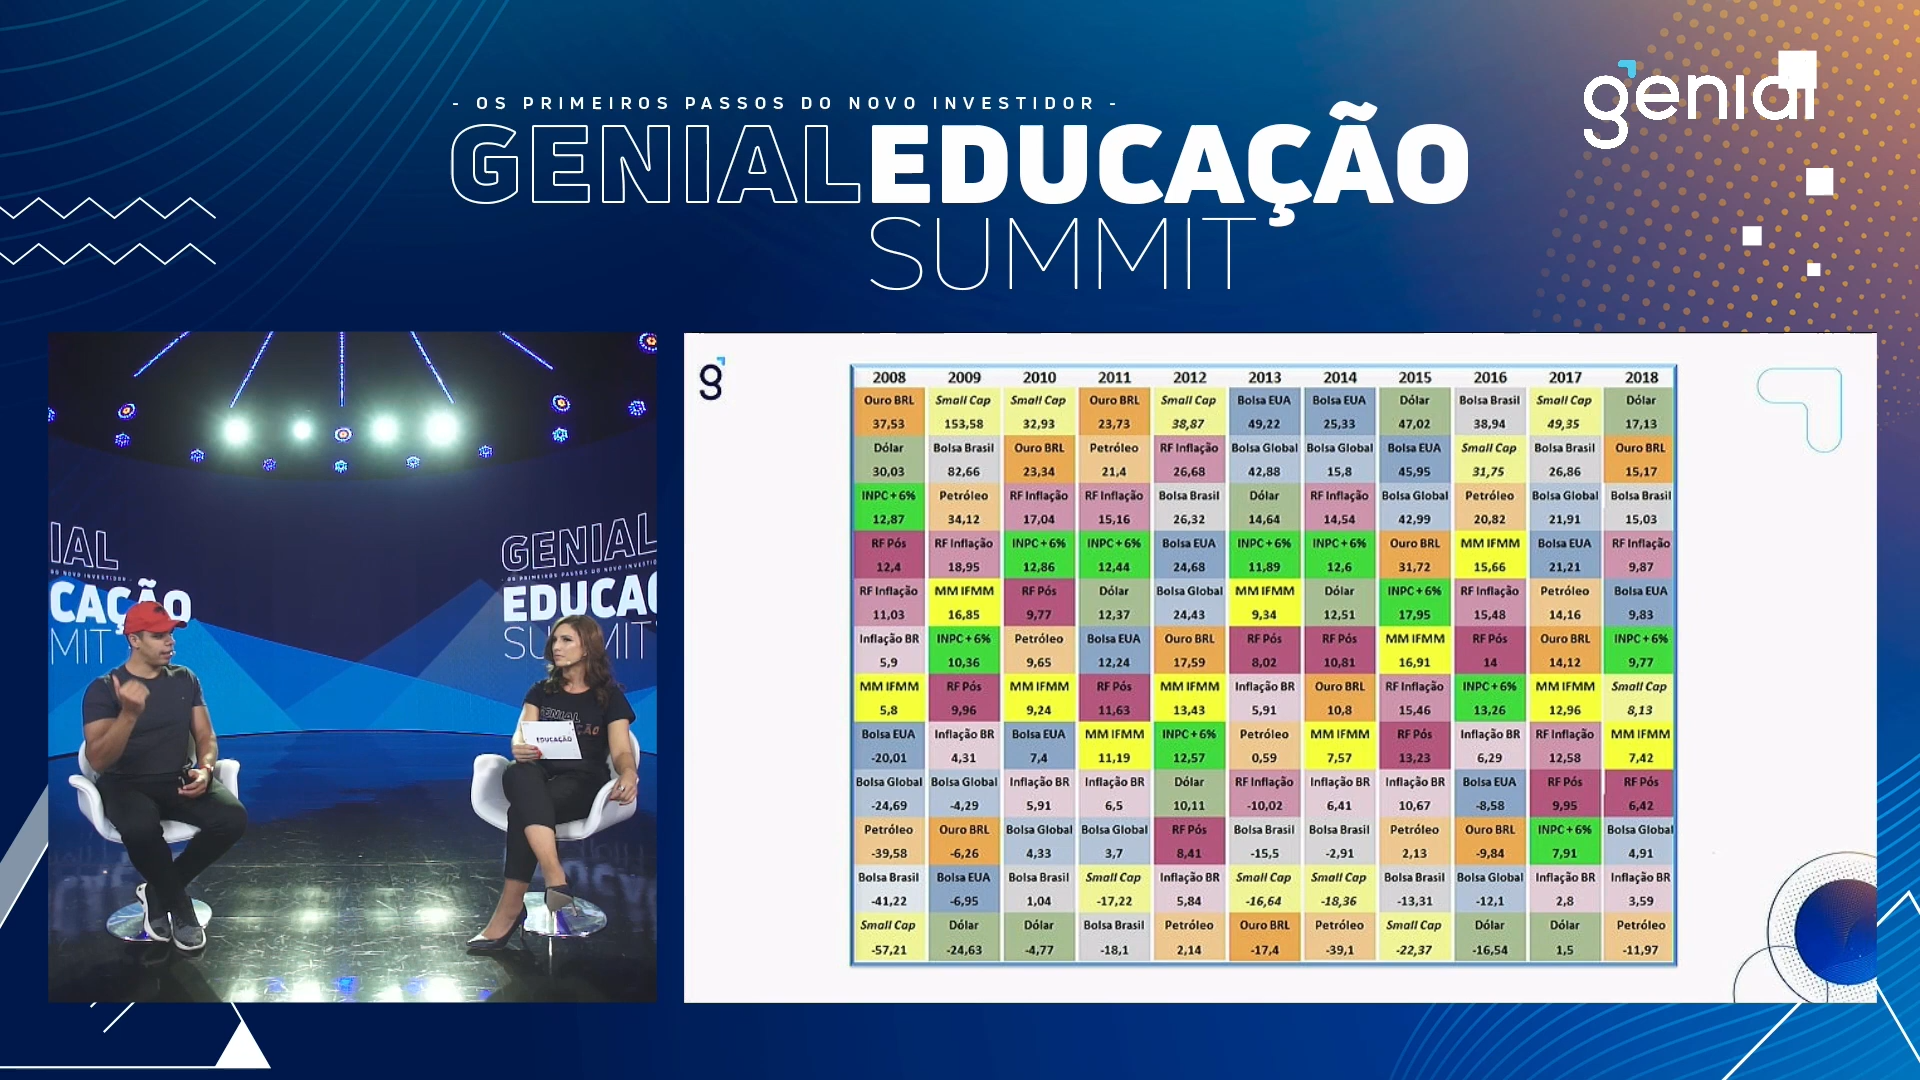 - OS PRIMEIROS PASSOS DO NOVO INVESTIDOR -
genial
GENIALEDUCAÇÃO
SUMMIT
IAL
CAÇÃO
MIT
GENIAL
- OS PRIMEIROS PASSOS DO NOVO INVESTIDOR -
EDUCAÇ
SUMMIT
GENIAL
EDUCAÇÃO
g
2008 2009 2010 2011 2012 2013 2014 2015 2016 2017 2018
Ouro BRL Small Cap Small Cap Ouro BRL Small Cap Bolsa EUA Bolsa EUA Dólar Bolsa Brasil Small Cap Dólar
37,53 153,58 32,93 23,73 38,87 49,22 25,33 47,02 38,94 49,35 17,13
Dólar Bolsa Brasil Ouro BRL Petróleo RF Inflação Bolsa Global Bolsa Global Bolsa EUA Small Cap Bolsa Brasil Ouro BRL
30,03 82,66 23,34 21,4 26,68 42,88 15,8 45,95 31,75 26,86 15,17
INPC + 6% Petróleo RF Inflação RF Inflação Bolsa Brasil Dólar RF Inflação Bolsa Global Petróleo Bolsa Global Bolsa Brasil
12,87 34,12 17,04 15,16 26,32 14,64 14,54 42,99 20,82 21,91 15,03
RF Pós RF Inflação INPC + 6% INPC + 6% Bolsa EUA INPC + 6% INPC + 6% Ouro BRL MM IFMM Bolsa EUA RF Inflação
12,4 18,95 12,86 12,44 24,68 11,89 12,6 31,72 15,66 21,21 9,87
RF Inflação MM IFMM RF Pós Dólar Bolsa Global MM IFMM Dólar INPC + 6% RF Inflação Petróleo Bolsa EUA
11,03 16,85 9,77 12,37 24,43 9,34 12,51 17,95 15,48 14,16 9,83
Inflação BR INPC + 6% Petróleo Bolsa EUA Ouro BRL RF Pós RF Pós MM IFMM RF Pós Ouro BRL INPC + 6%
5,9 10,36 9,65 12,24 17,59 8,02 10,81 16,91 14 14,12 9,77
MM IFMM RF Pós MM IFMM RF Pós MM IFMM Inflação BR Ouro BRL RF Inflação INPC + 6% MM IFMM Small Cap
5,8 9,96 9,24 11,63 13,43 5,91 10,8 15,46 13,26 12,96 8,13
Bolsa EUA Inflação BR Bolsa EUA MM IFMM INPC + 6% Petróleo MM IFMM RF Pós Inflação BR RF Inflação MM IFMM
-20,01 4,31 7,4 11,19 12,57 0,59 7,57 13,23 6,29 12,58 7,42
Bolsa Global Bolsa Global Inflação BR Inflação BR Dólar RF Inflação Inflação BR Inflação BR Bolsa EUA RF Pós RF Pós
-24,69 -4,29 5,91 6,5 10,11 -10,02 6,41 10,67 -8,58 9,95 6,42
Petróleo Ouro BRL Bolsa Global Bolsa Global RF Pós Bolsa Brasil Bolsa Brasil Petróleo Ouro BRL INPC + 6% Bolsa Global
-39,58 -6,26 4,33 3,7 8,41 -15,5 -2,91 2,13 -9,84 7,91 4,91
Bolsa Brasil Bolsa EUA Bolsa Brasil Small Cap Inflação BR Small Cap Small Cap Bolsa Brasil Bolsa Global Inflação BR Inflação BR
-41,22 -6,95 1,04 -17,22 5,84 -16,64 -18,36 -13,31 -12,1 2,8 3,59
Small Cap Dólar Dólar Bolsa Brasil Petróleo Ouro BRL Petróleo Small Cap Dólar Dólar Petróleo
-57,21 -24,63 -4,77 -18,1 2,14 -17,4 -39,1 -22,37 -16,54 1,5 -11,97